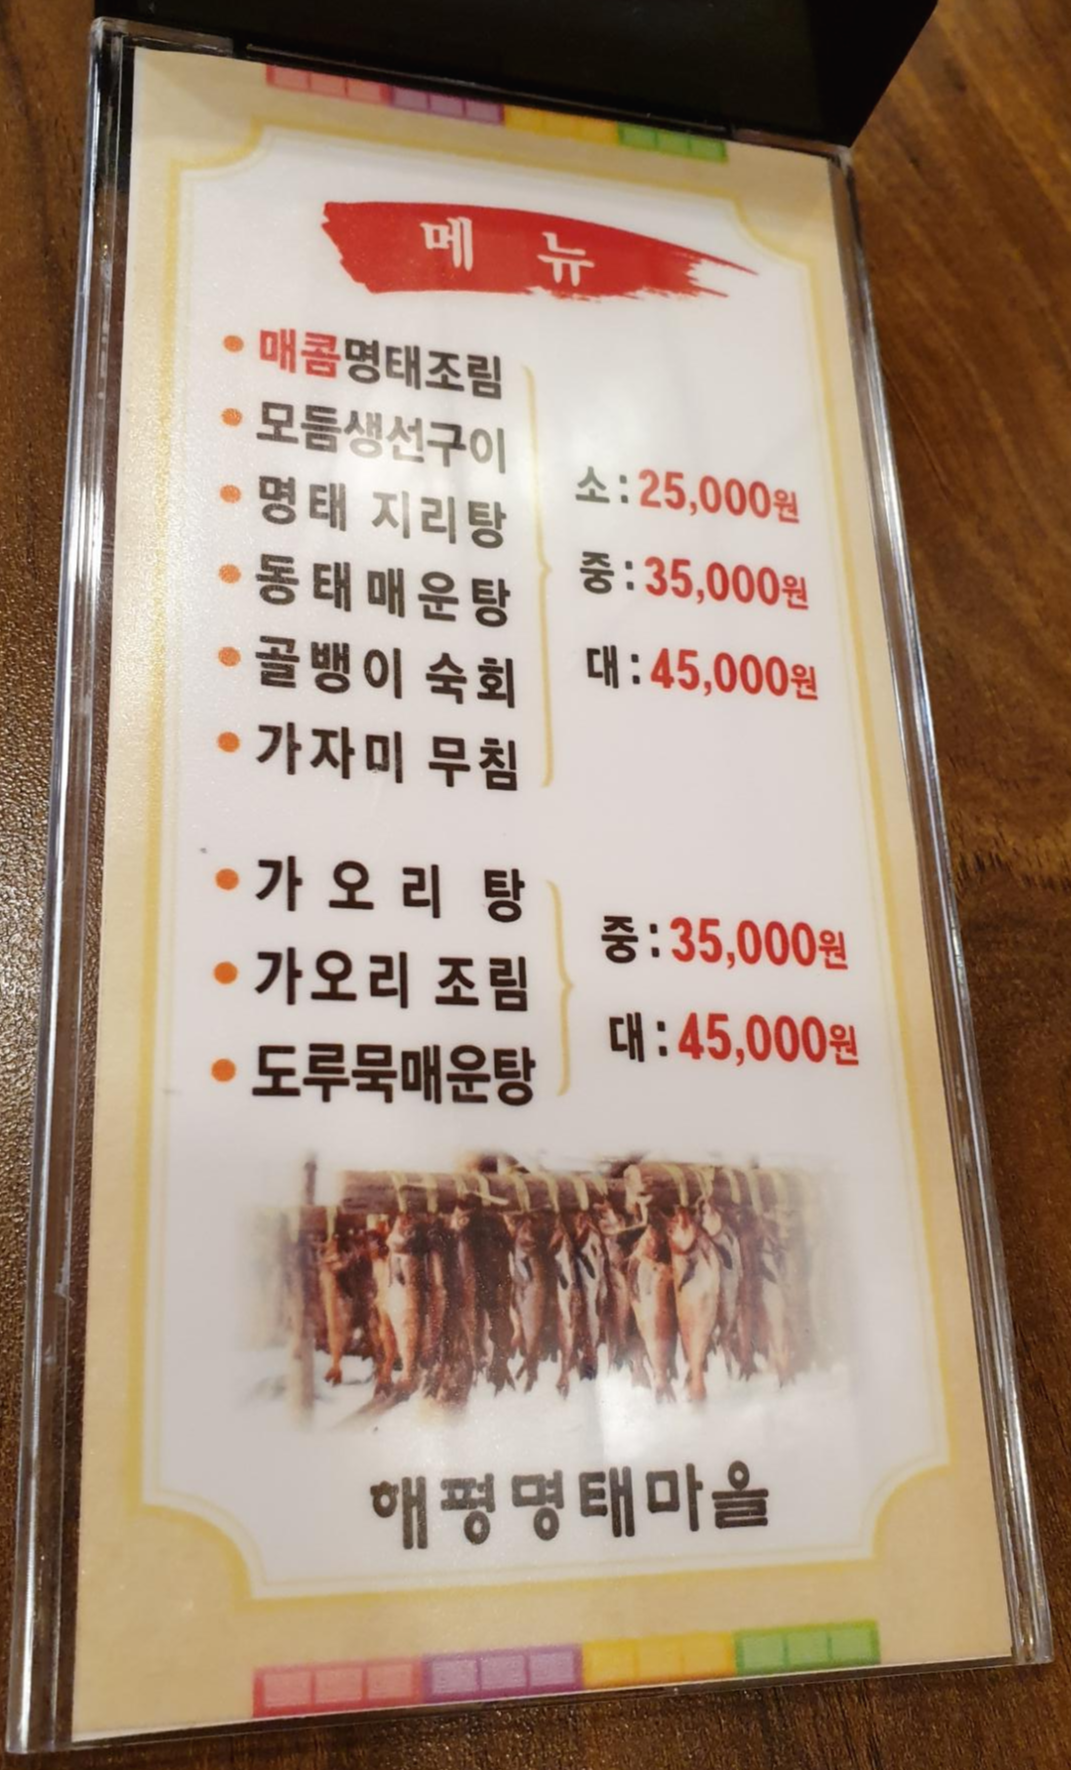 메 뉴
• 매콤명태조림
• 모듬생선구이
• 명태 지리탕
• 동태매운탕
• 골뱅이 숙회
• 가자미 무침
소 : 25,000원
중 : 35,000원
대 : 45,000원
• 가 오 리 탕
• 가오리 조림
• 도루묵매운탕
중 : 35,000원
대 : 45,000원
해평명태마을